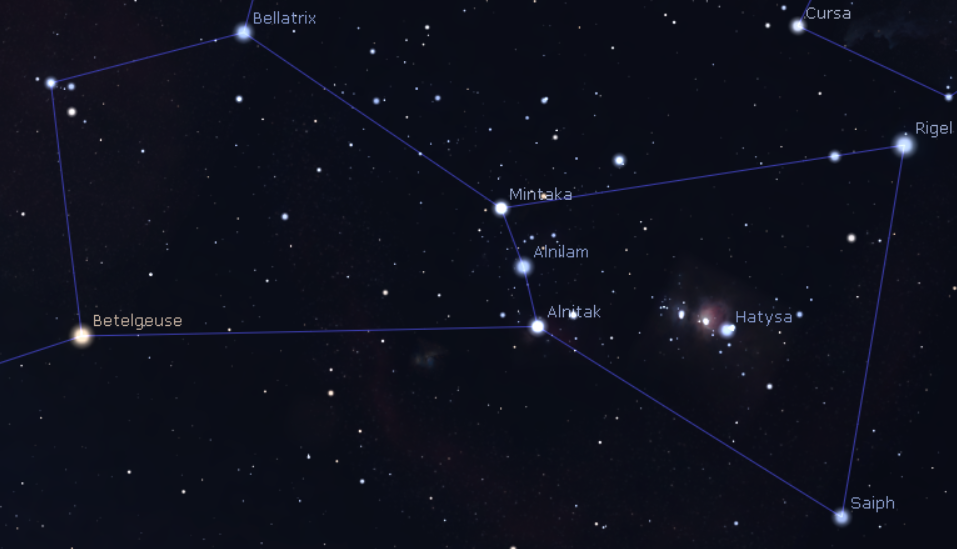 Bellatrix
Cursa
Rigel
Mintaka
Alnilam
Alnitak
Hatysa
Betelgeuse
Saiph